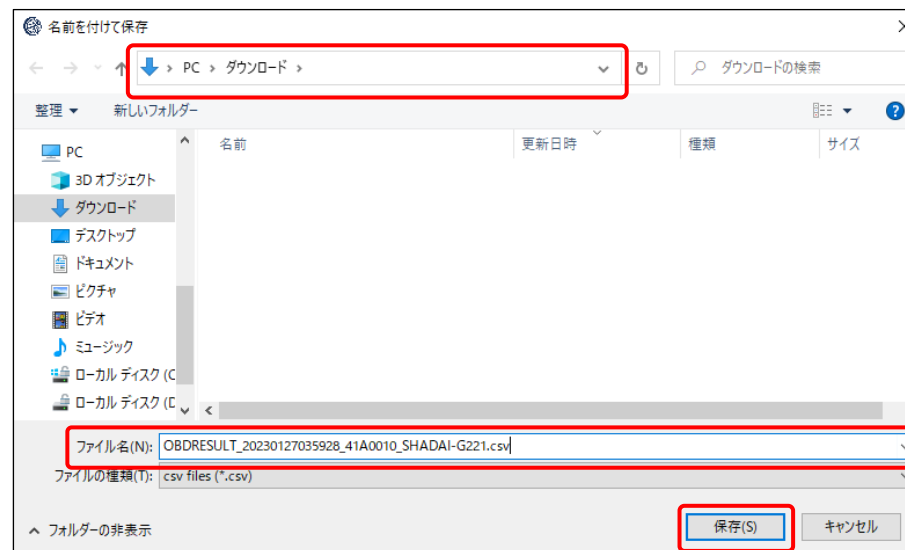 名前を付けて保存
PC › ダウンロード ›
ダウンロードの検索
整理 新しいフォルダー
名前 更新日時 種類 サイズ
PC
3D オブジェクト
ダウンロード
デスクトップ
ドキュメント
ピクチャ
ビデオ
ミュージック
ローカル ディスク (C
ローカル ディスク (D
ファイル名(N): OBDRESULT_20230127035928_41A0010_SHADAI-G221.csv
ファイルの種類(T): csv files (*.csv)
フォルダーの非表示
保存(S) キャンセル